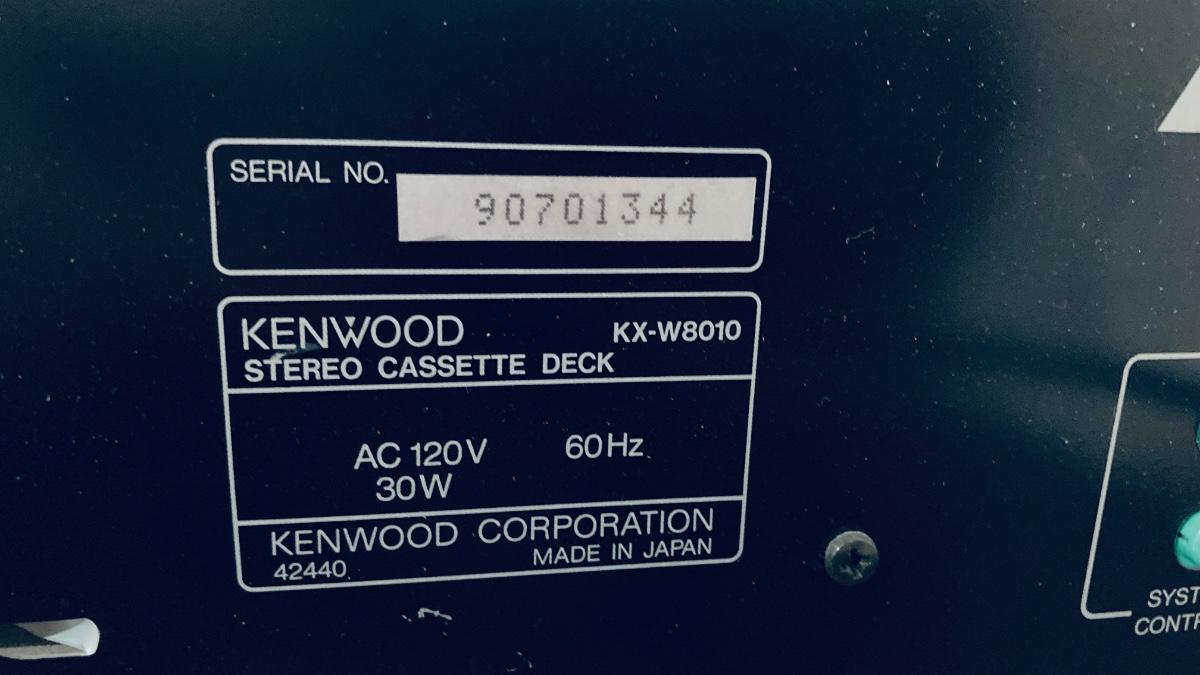 SERIAL NO. 90701344
KENWOOD KX-W8010
STEREO CASSETTE DECK
AC 120V 60Hz
30W
KENWOOD CORPORATION
42440 MADE IN JAPAN
SYST
CONTR